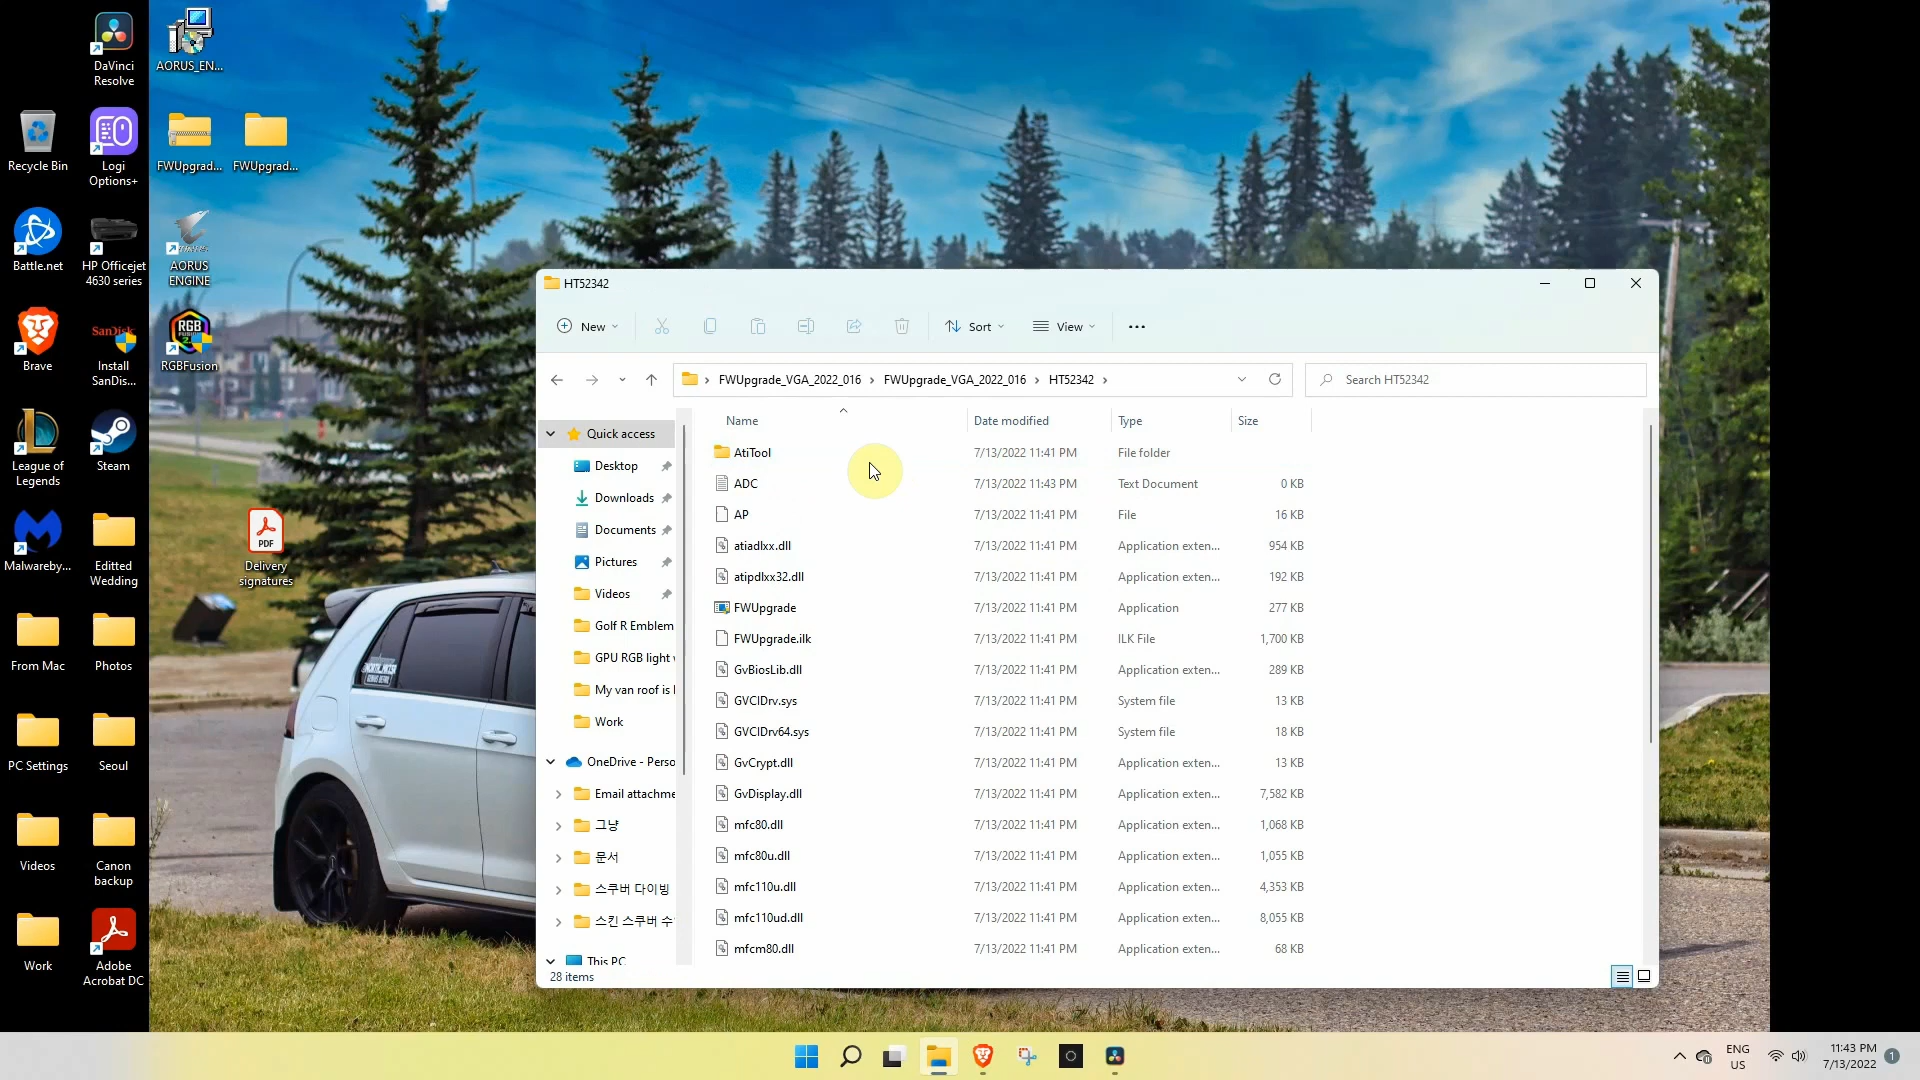 DaVinci
Resolve
AORUS_EN...
Recycle Bin
Logi
Options+
FWUpgrad...
FWUpgrad...
Battle.net
HP Officejet
4630 series
AORUS
ENGINE
Brave
SanDisk
Install
SanDis...
RGB
RGBFusion
League of
Legends
Steam
Malwareby...
Editted
Wedding
PDF
Delivery
signatures
From Mac
Photos
PC Settings
Seoul
Videos
Canon
backup
Work
Adobe
Acrobat DC
HT52342
New
Sort
View
FWUpgrade_VGA_2022_016
FWUpgrade_VGA_2022_016
HT52342
Search HT52342
Quick access
Desktop
Downloads
Documents
Pictures
Videos
Golf R Emblem
GPU RGB light
My van roof is
Work
OneDrive - Perso
Email attachme
그냥
문서
스쿠버 다이빙
스킨 스쿠버 수
This PC
Name Date modified Type Size
AtiTool 7/13/2022 11:41 PM File folder
ADC 7/13/2022 11:43 PM Text Document 0 KB
AP 7/13/2022 11:41 PM File 16 KB
atiadlxx.dll 7/13/2022 11:41 PM Application exten... 954 KB
atipdlxx32.dll 7/13/2022 11:41 PM Application exten... 192 KB
FWUpgrade 7/13/2022 11:41 PM Application 277 KB
FWUpgrade.ilk 7/13/2022 11:41 PM ILK File 1,700 KB
GvBiosLib.dll 7/13/2022 11:41 PM Application exten... 289 KB
GVCIDrv.sys 7/13/2022 11:41 PM System file 13 KB
GVCIDrv64.sys 7/13/2022 11:41 PM System file 18 KB
GvCrypt.dll 7/13/2022 11:41 PM Application exten... 13 KB
GvDisplay.dll 7/13/2022 11:41 PM Application exten... 7,582 KB
mfc80.dll 7/13/2022 11:41 PM Application exten... 1,068 KB
mfc80u.dll 7/13/2022 11:41 PM Application exten... 1,055 KB
mfc110u.dll 7/13/2022 11:41 PM Application exten... 4,353 KB
mfc110ud.dll 7/13/2022 11:41 PM Application exten... 8,055 KB
mfcm80.dll 7/13/2022 11:41 PM Application exten... 68 KB
28 items
ENG
US
11:43 PM
7/13/2022
1